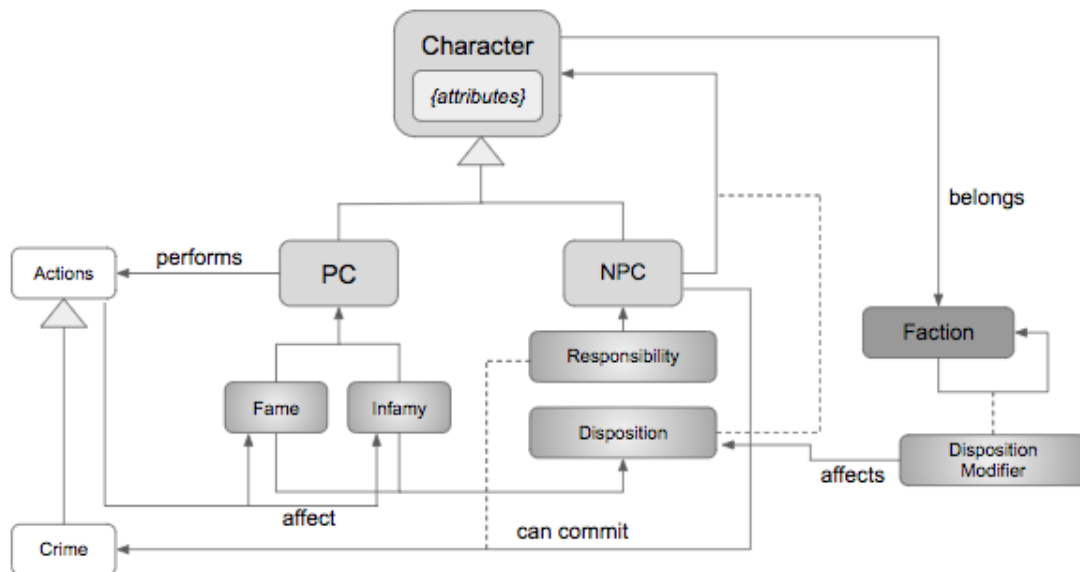 Character
{attributes}
belongs
performs
Actions
PC
NPC
Faction
Responsibility
Fame
Infamy
Disposition
Disposition
Modifier
affects
affect
can commit
Crime